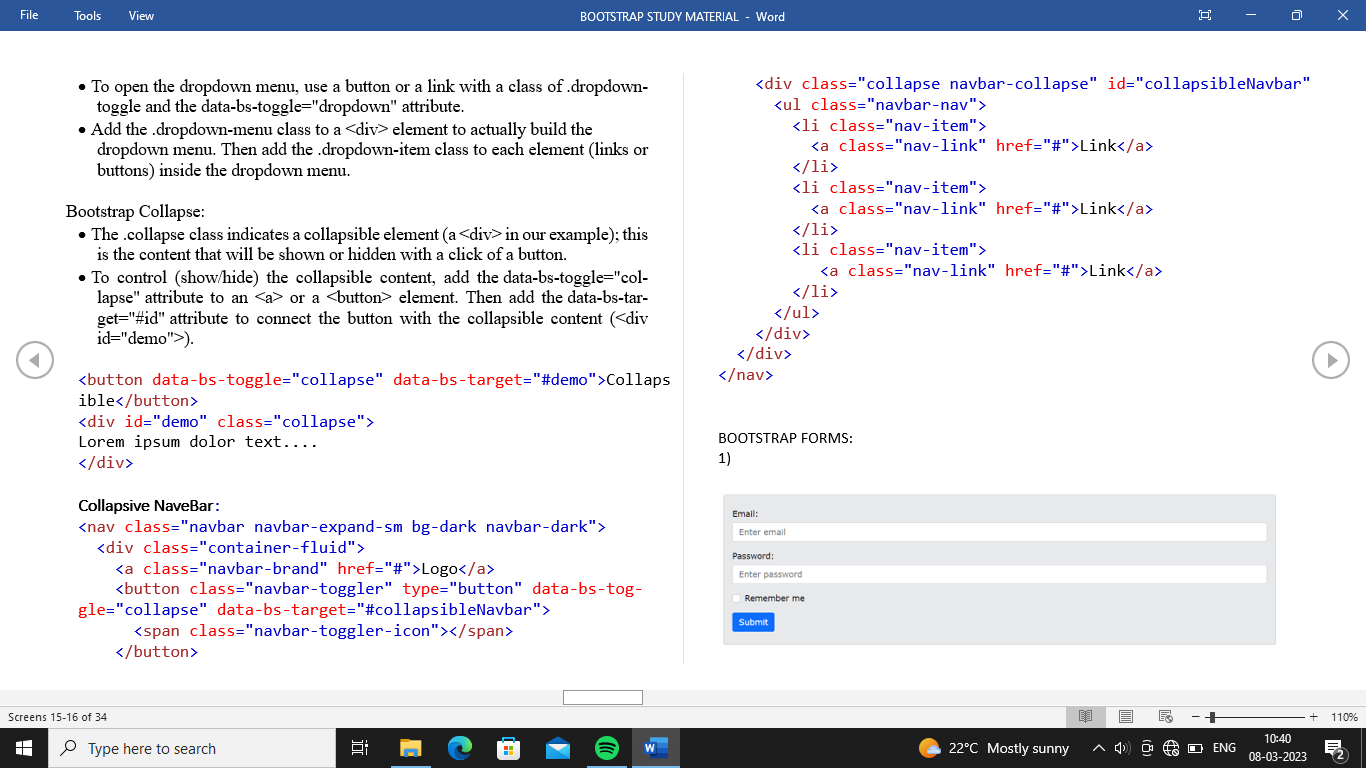 File Tools View BOOTSTRAP STUDY MATERIAL - Word
• To open the dropdown menu, use a button or a link with a class of .dropdown-
toggle and the data-bs-toggle="dropdown" attribute.
• Add the .dropdown-menu class to a <div> element to actually build the
dropdown menu. Then add the .dropdown-item class to each element (links or
buttons) inside the dropdown menu.
Bootstrap Collapse:
• The .collapse class indicates a collapsible element (a <div> in our example); this
is the content that will be shown or hidden with a click of a button.
• To control (show/hide) the collapsible content, add the data-bs-toggle="col-
lapse" attribute to an <a> or a <button> element. Then add the data-bs-tar-
get="#id" attribute to connect the button with the collapsible content (<div
id="demo">).
<button data-bs-toggle="collapse" data-bs-target="#demo">Collaps
ible</button>
<div id="demo" class="collapse">
Lorem ipsum dolor text....
</div>
Collapsive NaveBar:
<nav class="navbar navbar-expand-sm bg-dark navbar-dark">
<div class="container-fluid">
<a class="navbar-brand" href="#">Logo</a>
<button class="navbar-toggler" type="button" data-bs-tog-
gle="collapse" data-bs-target="#collapsibleNavbar">
<span class="navbar-toggler-icon"></span>
</button>
<div class="collapse navbar-collapse" id="collapsibleNavbar"
<ul class="navbar-nav">
<li class="nav-item">
<a class="nav-link" href="#">Link</a>
</li>
<li class="nav-item">
<a class="nav-link" href="#">Link</a>
</li>
<li class="nav-item">
<a class="nav-link" href="#">Link</a>
</li>
</ul>
</div>
</div>
</nav>
BOOTSTRAP FORMS:
1)
Email:
Enter email
Password:
Enter password
Remember me
Submit
Screens 15-16 of 34
110%
Type here to search
22°C Mostly sunny
ENG
10:40
08-03-2023
2